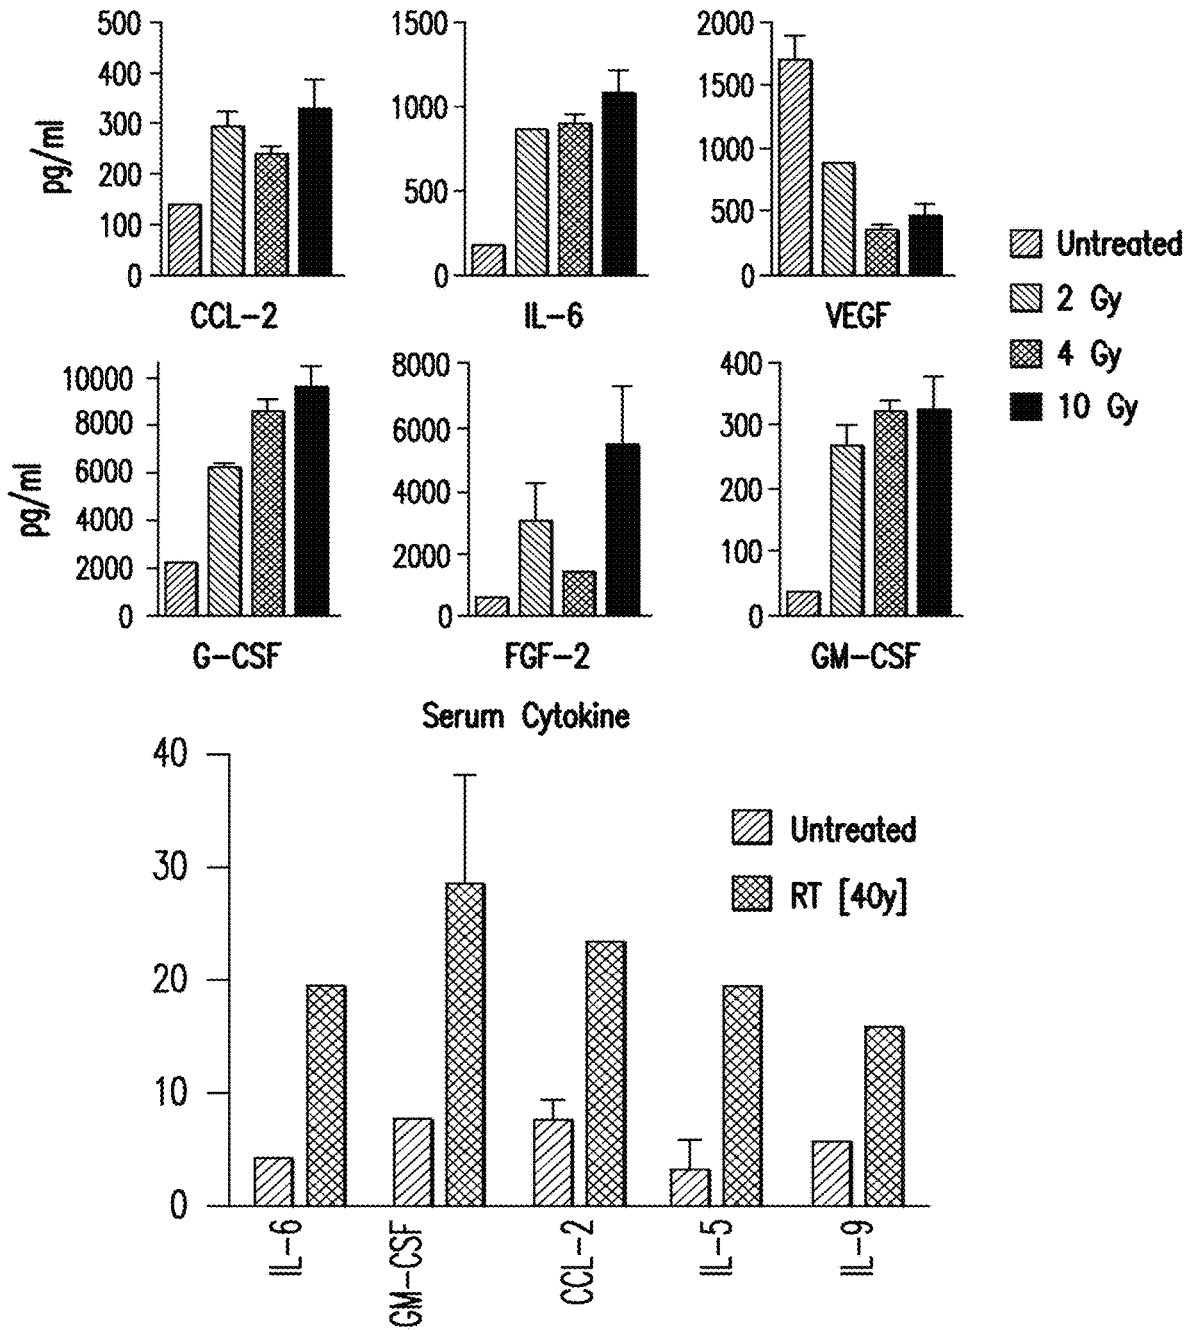 500
400
300
200
100
0
pg/ml
CCL-2
1500
1000
500
0
IL-6
2000
1500
1000
500
0
VEGF
Untreated
2 Gy
4 Gy
10 Gy
10000
8000
6000
4000
2000
0
pg/ml
G-CSF
8000
6000
4000
2000
0
FGF-2
400
300
200
100
0
GM-CSF
Serum Cytokine
40
30
20
10
0
Untreated
RT [40y]
IL-6
GM-CSF
CCL-2
IL-5
IL-9